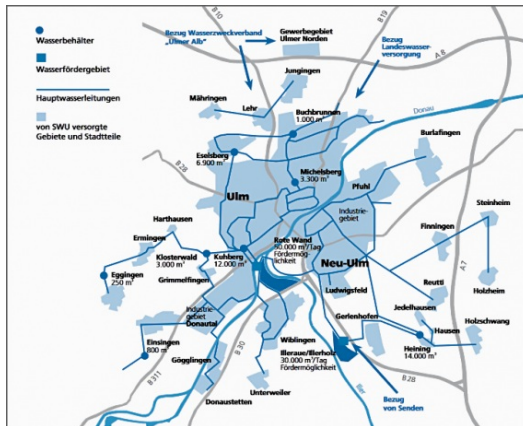 Wasserbehälter
Wasserfördergebiet
Hauptwasserleitungen
von SWU versorgte
Gebiete und Stadtteile
B 10
Bezug Wasserzweckverband
„Ulmer Alb"
Gewerbegebiet
Ulmer Norden
B 19
A 8
Bezug
Landeswasser-
versorgung
Jungingen
Mähringen
Lehr
Buchbrunnen
1.000 m³
Donau
Burlafingen
Eselsberg
6.900 m³
Michelsberg
3.300 m³
B 28
Pfuhl
Ulm
Industrie-
gebiet
Steinheim
Harthausen
Finningen
Ermingen
Klosterwald
3.000 m³
Kuhberg
12.000 m³
Rote Wand
50.000 m³/Tag
Fördermög-
lichkeit
Neu-Ulm
A 7
Eggingen
250 m³
Grimmelfingen
Ludwigsfeld
Reutti
Holzheim
Jedelhausen
Gerlenhofen
Hausen
Holzschwang
Industrie-
gebiet
Donautal
Wiblingen
Einsingen
800 m³
Illeraue/Illerholz
30.000 m³/Tag
Fördermöglichkeit
Heining
14.000 m³
Gögglingen
B 30
Iller
B 28
B 311
Unterweiler
Donaustetten
Bezug
von Senden